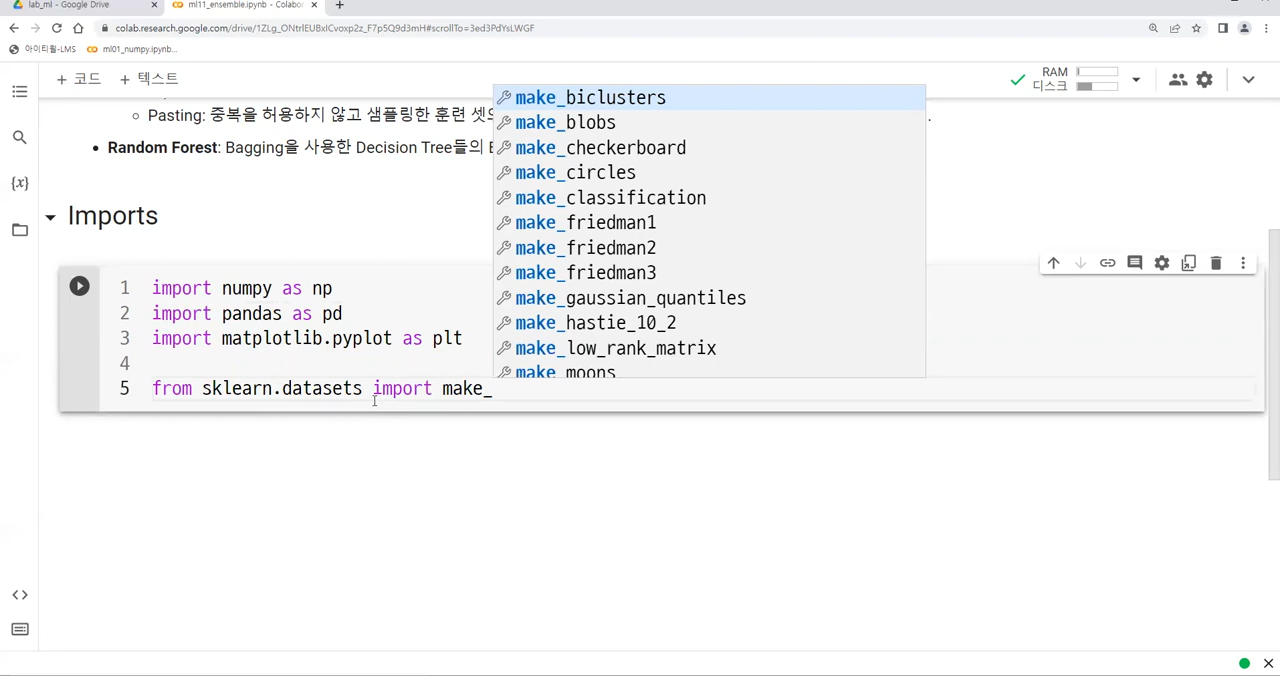 lab_ml - Google Drive
ml11_ensemble.ipynb - Colabor
colab.research.google.com/drive/1ZLg_ONtrlEUBxICvoxp2z_F7p5Q9d3mH#scrollTo=3ed3PdYsLWGF
아이티윌-LMS
ml01_numpy.ipynb...
+ 코드 + 텍스트
RAM
디스크
Pasting: 중복을 허용하지 않고 샘플링한 훈련 셋으
Random Forest: Bagging을 사용한 Decision Tree들의
Imports
1 import numpy as np
2 import pandas as pd
3 import matplotlib.pyplot as plt
4
5 from sklearn.datasets import make_
make_biclusters
make_blobs
make_checkerboard
make_circles
make_classification
make_friedman1
make_friedman2
make_friedman3
make_gaussian_quantiles
make_hastie_10_2
make_low_rank_matrix
make_moons
{x}